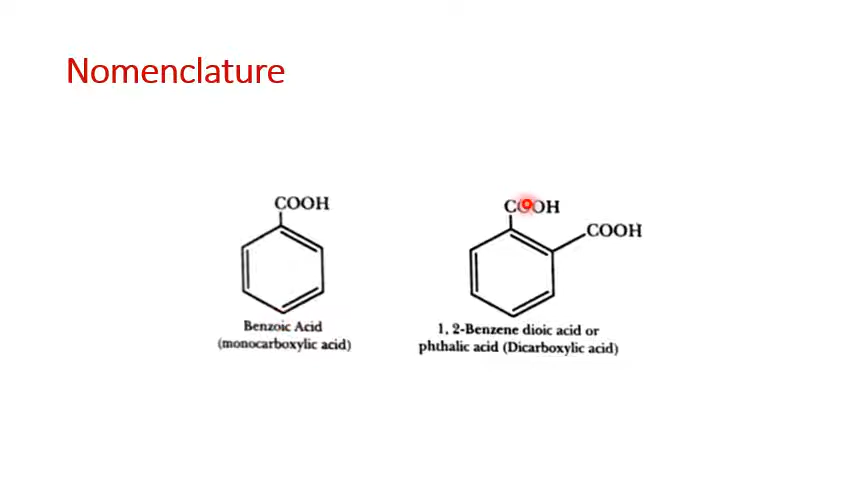 Nomenclature
COOH
COOH
COOH
Benzoic Acid
(monocarboxylic acid)
1, 2-Benzene dioic acid or
phthalic acid (Dicarboxylic acid)